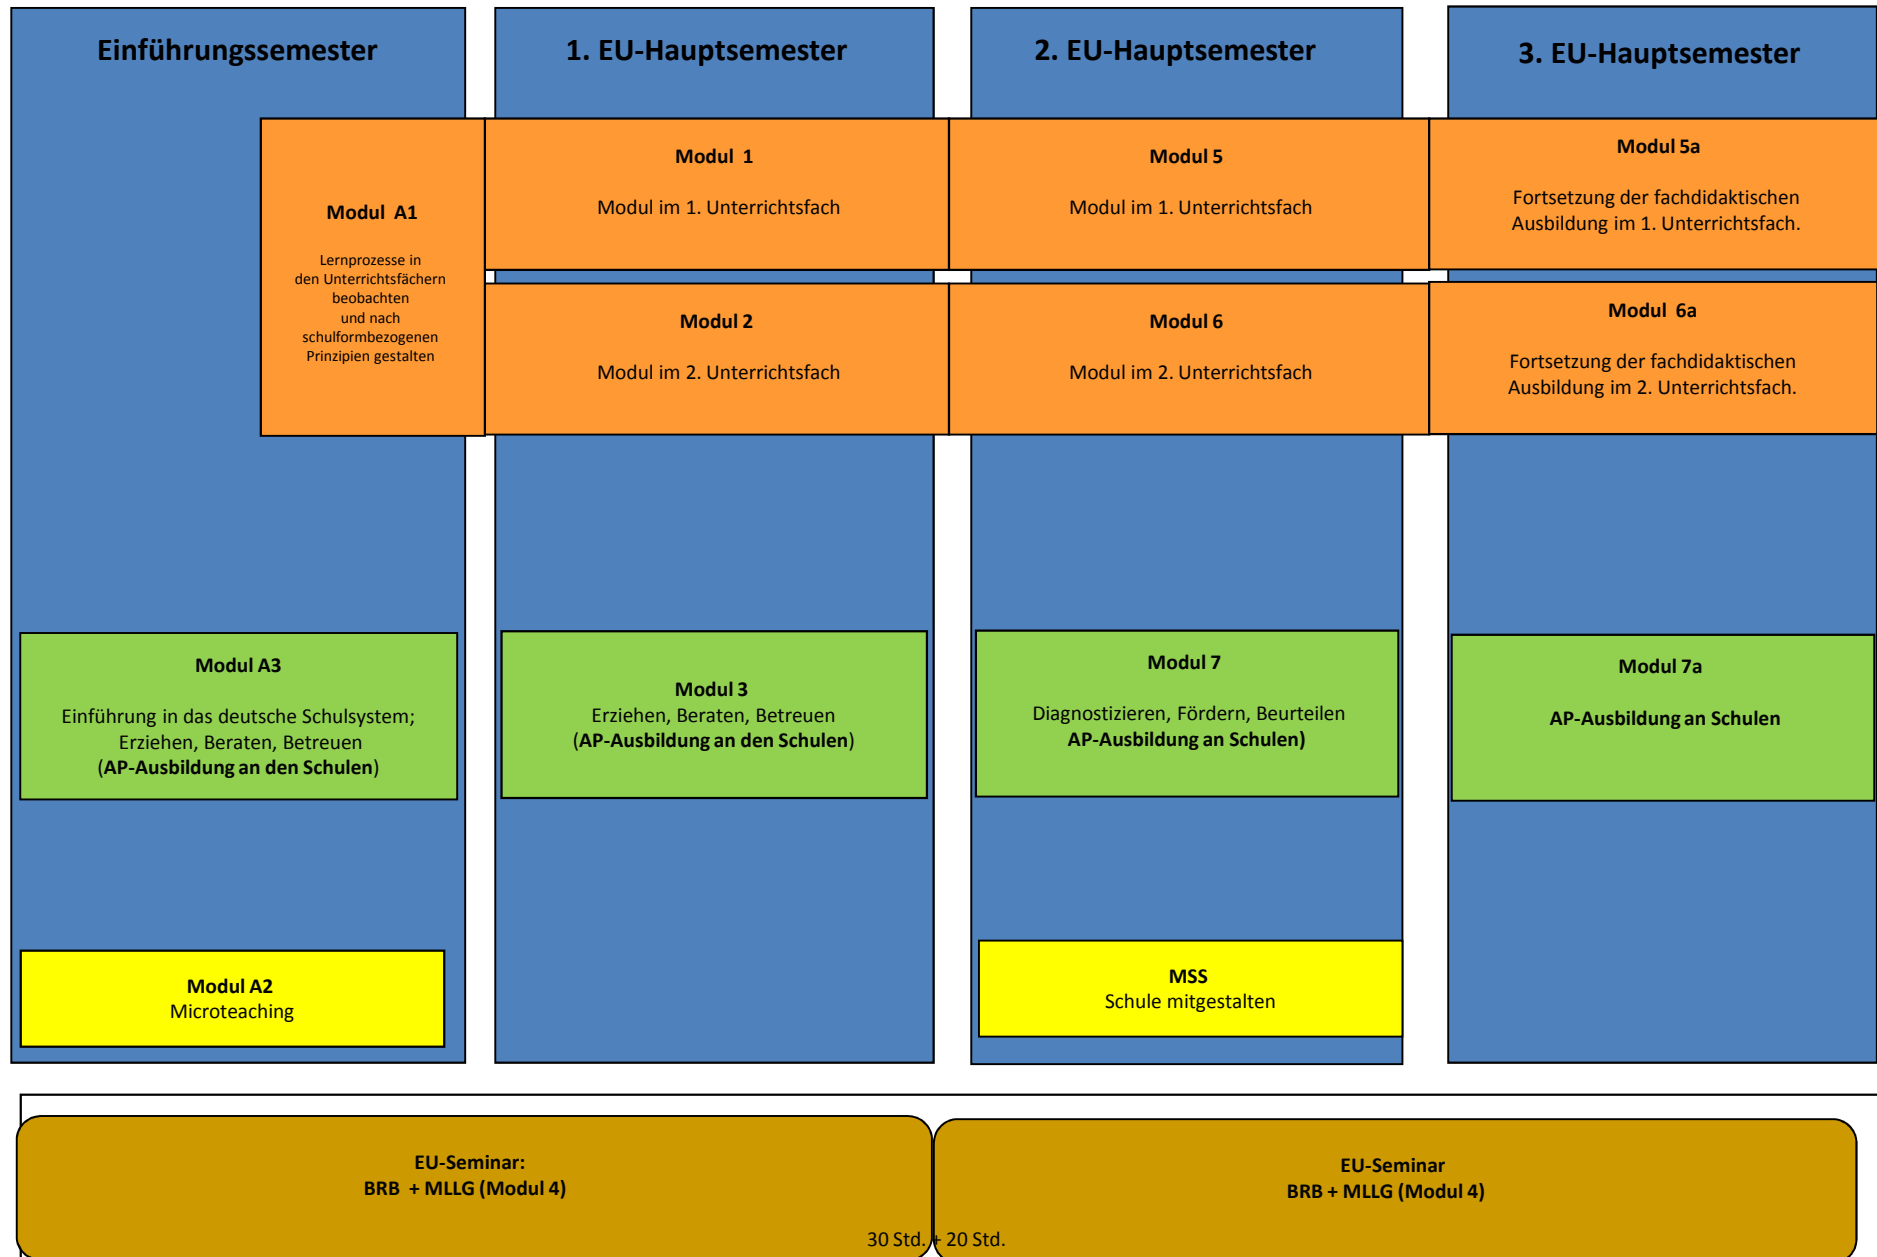 Einführungssemester
1. EU-Hauptsemester
2. EU-Hauptsemester
3. EU-Hauptsemester
Modul A1
Lernprozesse in
den Unterrichtsfächern
beobachten
und nach
schulformbezogenen
Prinzipien gestalten
Modul 1
Modul im 1. Unterrichtsfach
Modul 5
Modul im 1. Unterrichtsfach
Modul 5a
Fortsetzung der fachdidaktischen
Ausbildung im 1. Unterrichtsfach.
Modul 2
Modul im 2. Unterrichtsfach
Modul 6
Modul im 2. Unterrichtsfach
Modul 6a
Fortsetzung der fachdidaktischen
Ausbildung im 2. Unterrichtsfach.
Modul A3
Einführung in das deutsche Schulsystem;
Erziehen, Beraten, Betreuen
(AP-Ausbildung an den Schulen)
Modul 3
Erziehen, Beraten, Betreuen
(AP-Ausbildung an den Schulen)
Modul 7
Diagnostizieren, Fördern, Beurteilen
AP-Ausbildung an Schulen)
Modul 7a
AP-Ausbildung an Schulen
Modul A2
Microteaching
MSS
Schule mitgestalten
EU-Seminar:
BRB + MLLG (Modul 4)
EU-Seminar
BRB + MLLG (Modul 4)
30 Std. + 20 Std.